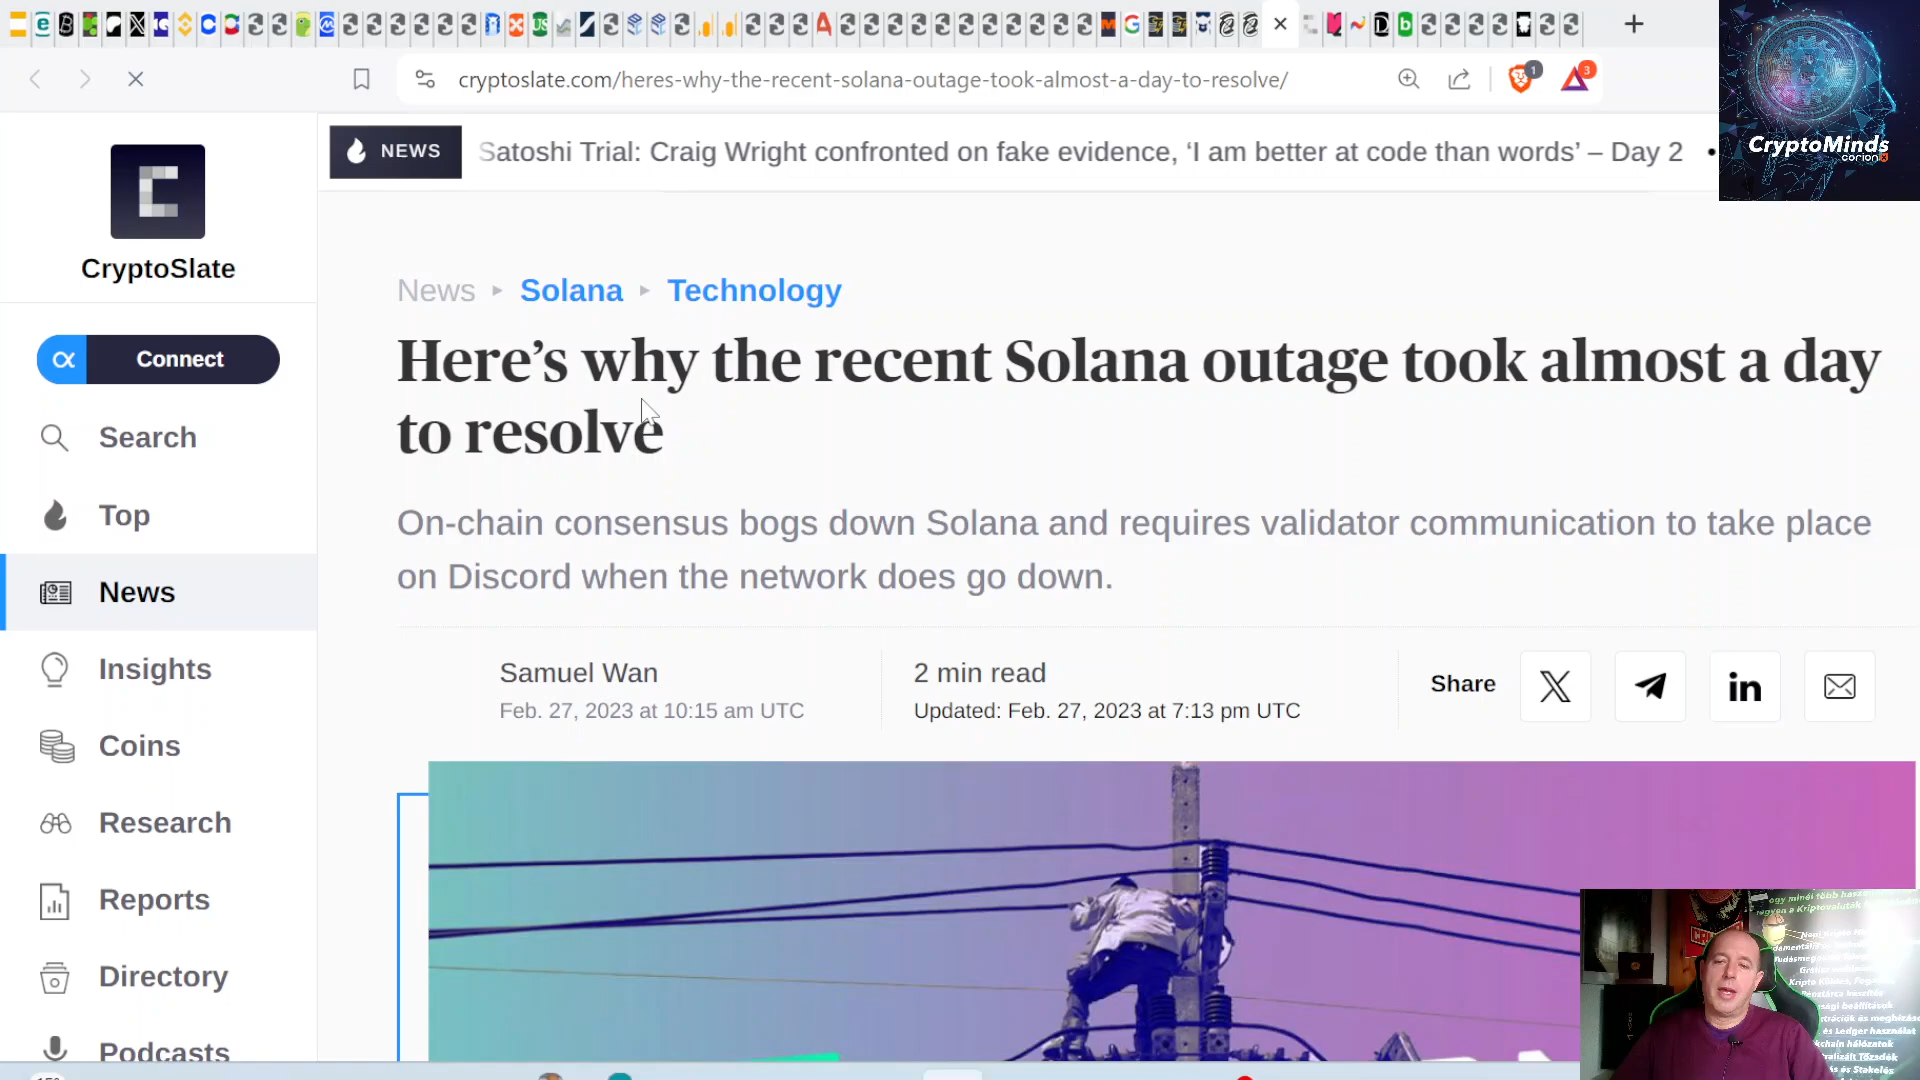 cryptoslate.com/heres-why-the-recent-solana-outage-took-almost-a-day-to-resolve/
1
3
CryptoMinds
corion
CryptoSlate
NEWS
Satoshi Trial: Craig Wright confronted on fake evidence, ‘I am better at code than words’ – Day 2 •
Connect
Search
Top
News
Insights
Coins
Research
Reports
Directory
Podcasts
News ▸ Solana ▸ Technology
Here’s why the recent Solana outage took almost a day
to resolve
On-chain consensus bogs down Solana and requires validator communication to take place
on Discord when the network does go down.
Samuel Wan
Feb. 27, 2023 at 10:15 am UTC
2 min read
Updated: Feb. 27, 2023 at 7:13 pm UTC
Share